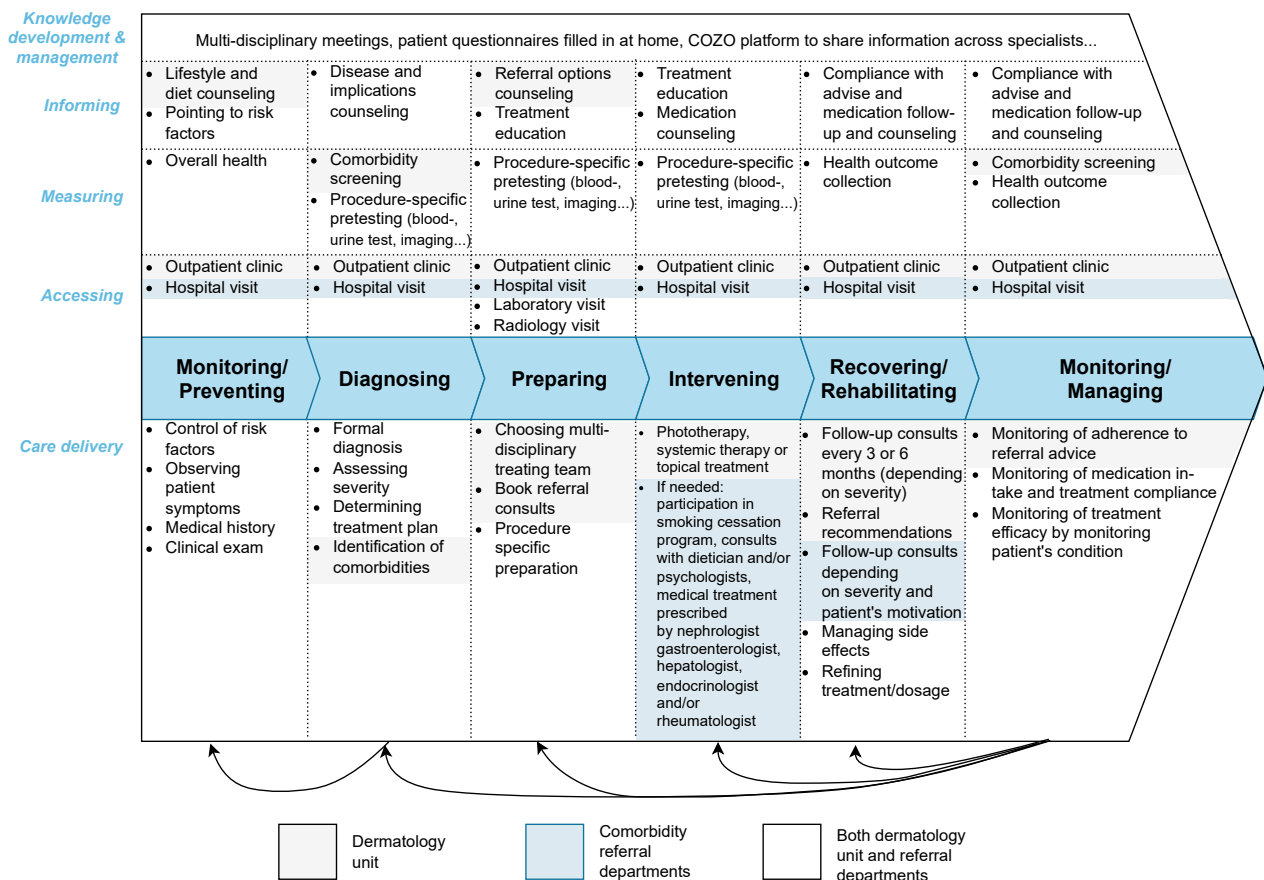 Knowledge
development &
management
Multi-disciplinary meetings, patient questionnaires filled in at home, COZO platform to share information across specialists...
Informing
• Lifestyle and
diet counseling
• Pointing to risk
factors
• Disease and
implications
counseling
• Referral options
counseling
• Treatment
education
• Treatment
education
• Medication
counseling
• Compliance with
advise and
medication follow-
up and counseling
• Compliance with
advise and
medication follow-up
and counseling
Measuring
• Overall health
• Comorbidity
screening
• Procedure-specific
pretesting (blood-,
urine test, imaging...)
• Procedure-specific
pretesting (blood-,
urine test, imaging...)
• Procedure-specific
pretesting (blood-,
urine test, imaging...)
• Health outcome
collection
• Comorbidity screening
• Health outcome
collection
Accessing
• Outpatient clinic
• Hospital visit
• Outpatient clinic
• Hospital visit
• Outpatient clinic
• Hospital visit
• Laboratory visit
• Radiology visit
• Outpatient clinic
• Hospital visit
• Outpatient clinic
• Hospital visit
• Outpatient clinic
• Hospital visit
Monitoring/
Preventing
Diagnosing
Preparing
Intervening
Recovering/
Rehabilitating
Monitoring/
Managing
Care delivery
• Control of risk
factors
• Observing
patient
symptoms
• Medical history
• Clinical exam
• Formal
diagnosis
• Assessing
severity
• Determining
treatment plan
• Identification of
comorbidities
• Choosing multi-
disciplinary
treating team
• Book referral
consults
• Procedure
specific
preparation
• Phototherapy,
systemic therapy or
topical treatment
• If needed:
participation in
smoking cessation
program, consults
with dietician and/or
psychologists,
medical treatment
prescribed
by nephrologist
gastroenterologist,
hepatologist,
endocrinologist
and/or
rheumatologist
• Follow-up consults
every 3 or 6
months (depending
on severity)
• Referral
recommendations
• Follow-up consults
depending
on severity and
patient's motivation
• Managing side
effects
• Refining
treatment/dosage
• Monitoring of adherence to
referral advice
• Monitoring of medication in-
take and treatment compliance
• Monitoring of treatment
efficacy by monitoring
patient's condition
Dermatology
unit
Comorbidity
referral
departments
Both dermatology
unit and referral
departments